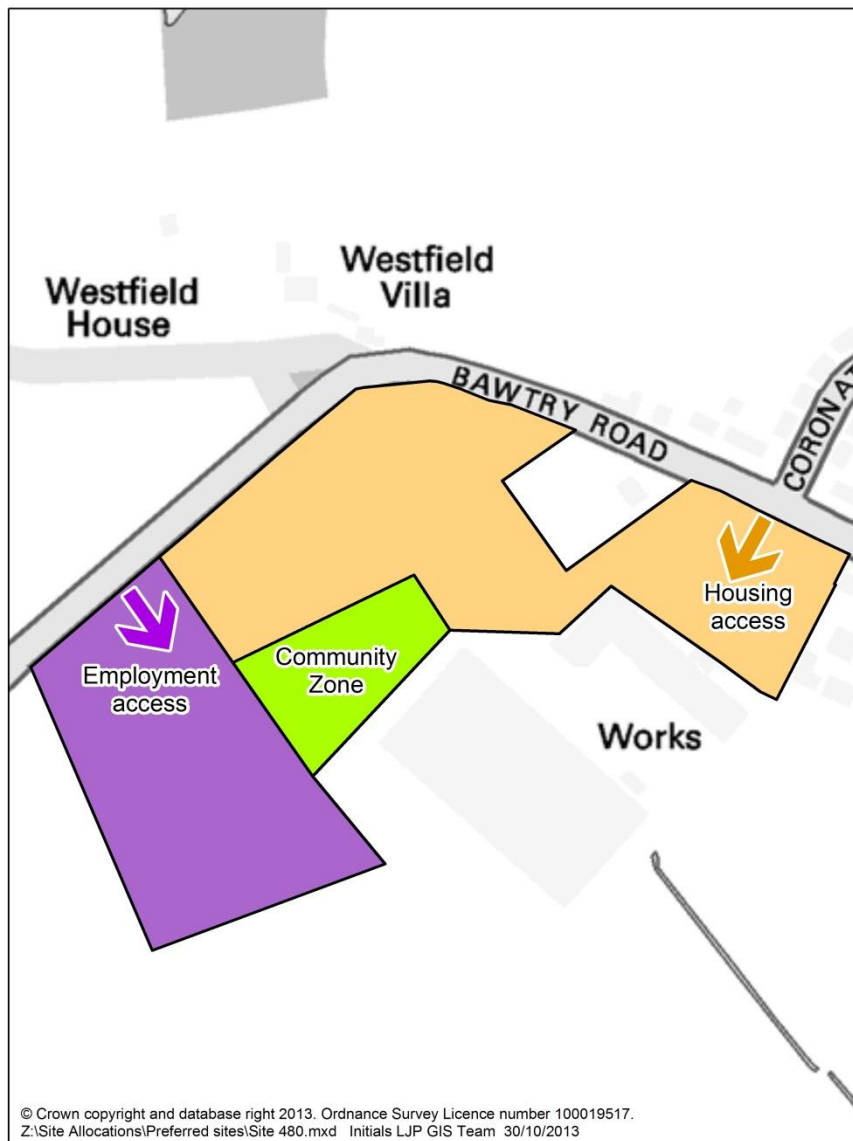 Westfield
Villa
Westfield
House
BAWTRY ROAD
CORONAT
Housing
access
Community
Zone
Employment
access
Works
© Crown copyright and database right 2013. Ordnance Survey Licence number 100019517.
Z:\Site Allocations\Preferred sites\Site 480.mxd Initials LJP GIS Team 30/10/2013